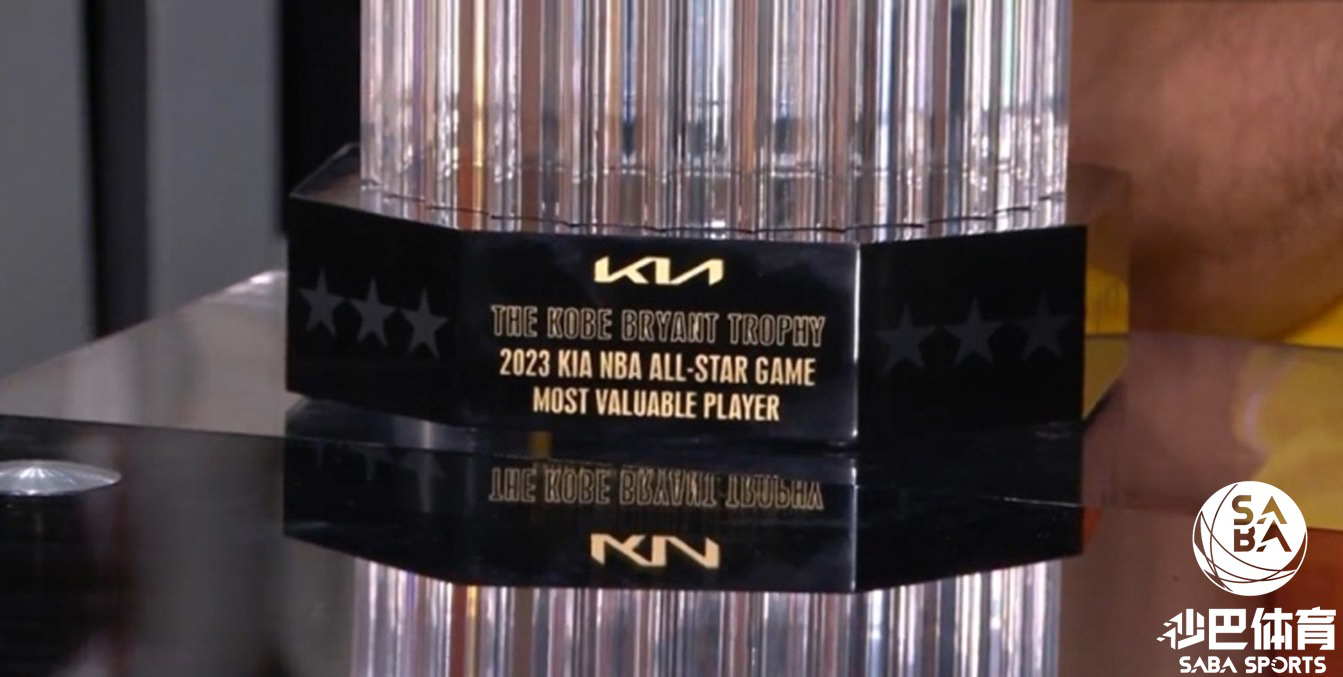 KIA
THE KOBE BRYANT TROPHY
2023 KIA NBA ALL-STAR GAME
MOST VALUABLE PLAYER
THE KOBE BRYANT TROPHY
KIA
SABA
沙巴体育
SABA SPORTS